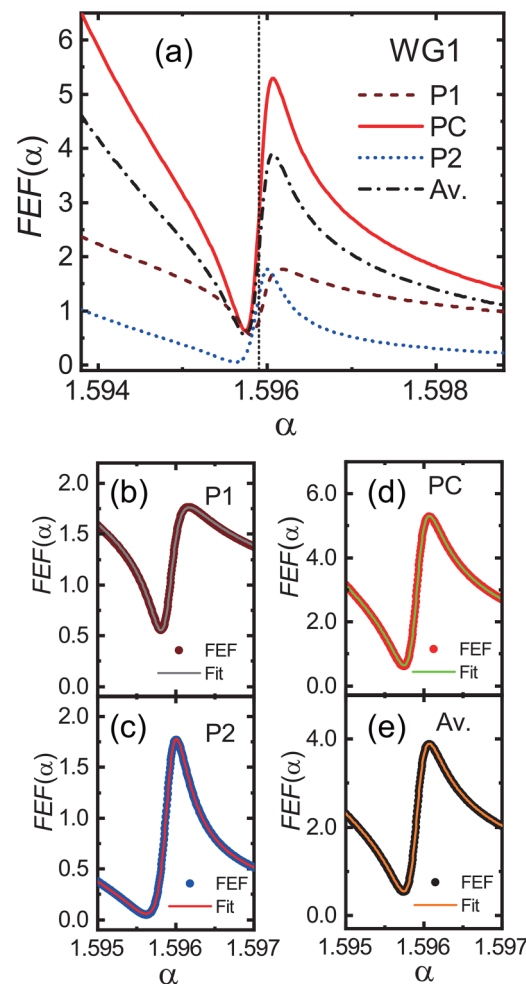 (a)
WG1
P1
PC
P2
Av.
FEF(α)
6
5
4
3
2
1
0
1.594
1.596
1.598
α
(b)
P1
FEF(α)
2.0
1.5
1.0
0.5
0.0
FEF
Fit
(d)
PC
FEF(α)
6.0
4.0
2.0
0.0
FEF
Fit
(c)
P2
FEF(α)
2.0
1.5
1.0
0.5
0.0
FEF
Fit
1.595
1.596
1.597
α
(e)
Av.
FEF(α)
4.0
2.0
0.0
FEF
Fit
1.595
1.596
1.597
α